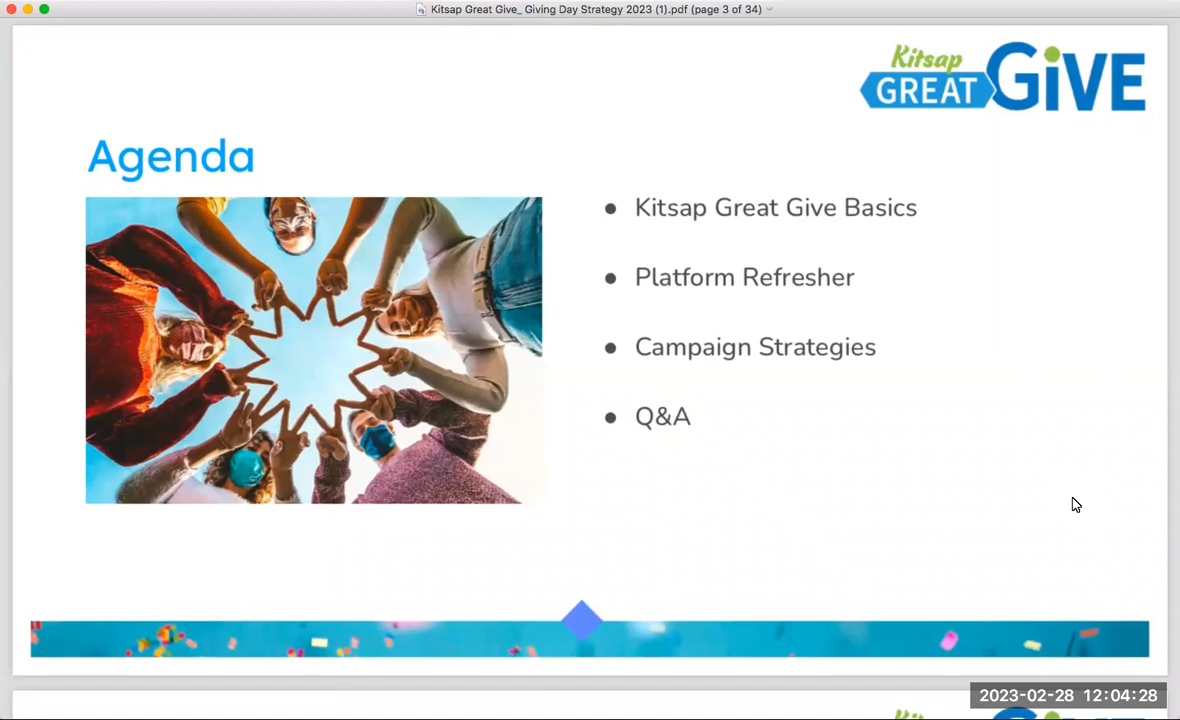 Kitsap Great Give_ Giving Day Strategy 2023 (1).pdf (page 3 of 34)
Kitsap
GREAT GiVE
Agenda
● Kitsap Great Give Basics
● Platform Refresher
● Campaign Strategies
● Q&A
2023-02-28 12:04:28